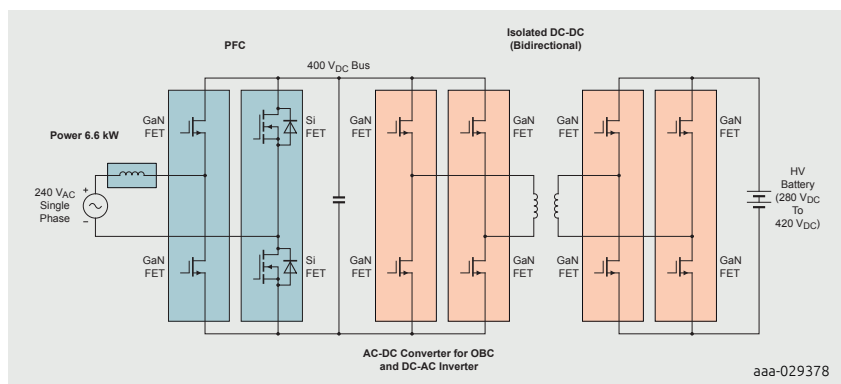 PFC
Isolated DC-DC
(Bidirectional)
400 VDC Bus
GaN
FET
Si
FET
GaN
FET
GaN
FET
GaN
FET
GaN
FET
Power 6.6 kW
240 VAC
Single
Phase
+
–
HV
Battery
(280 VDC
To
420 VDC)
GaN
FET
Si
FET
GaN
FET
GaN
FET
GaN
FET
GaN
FET
AC-DC Converter for OBC
and DC-AC Inverter
aaa-029378